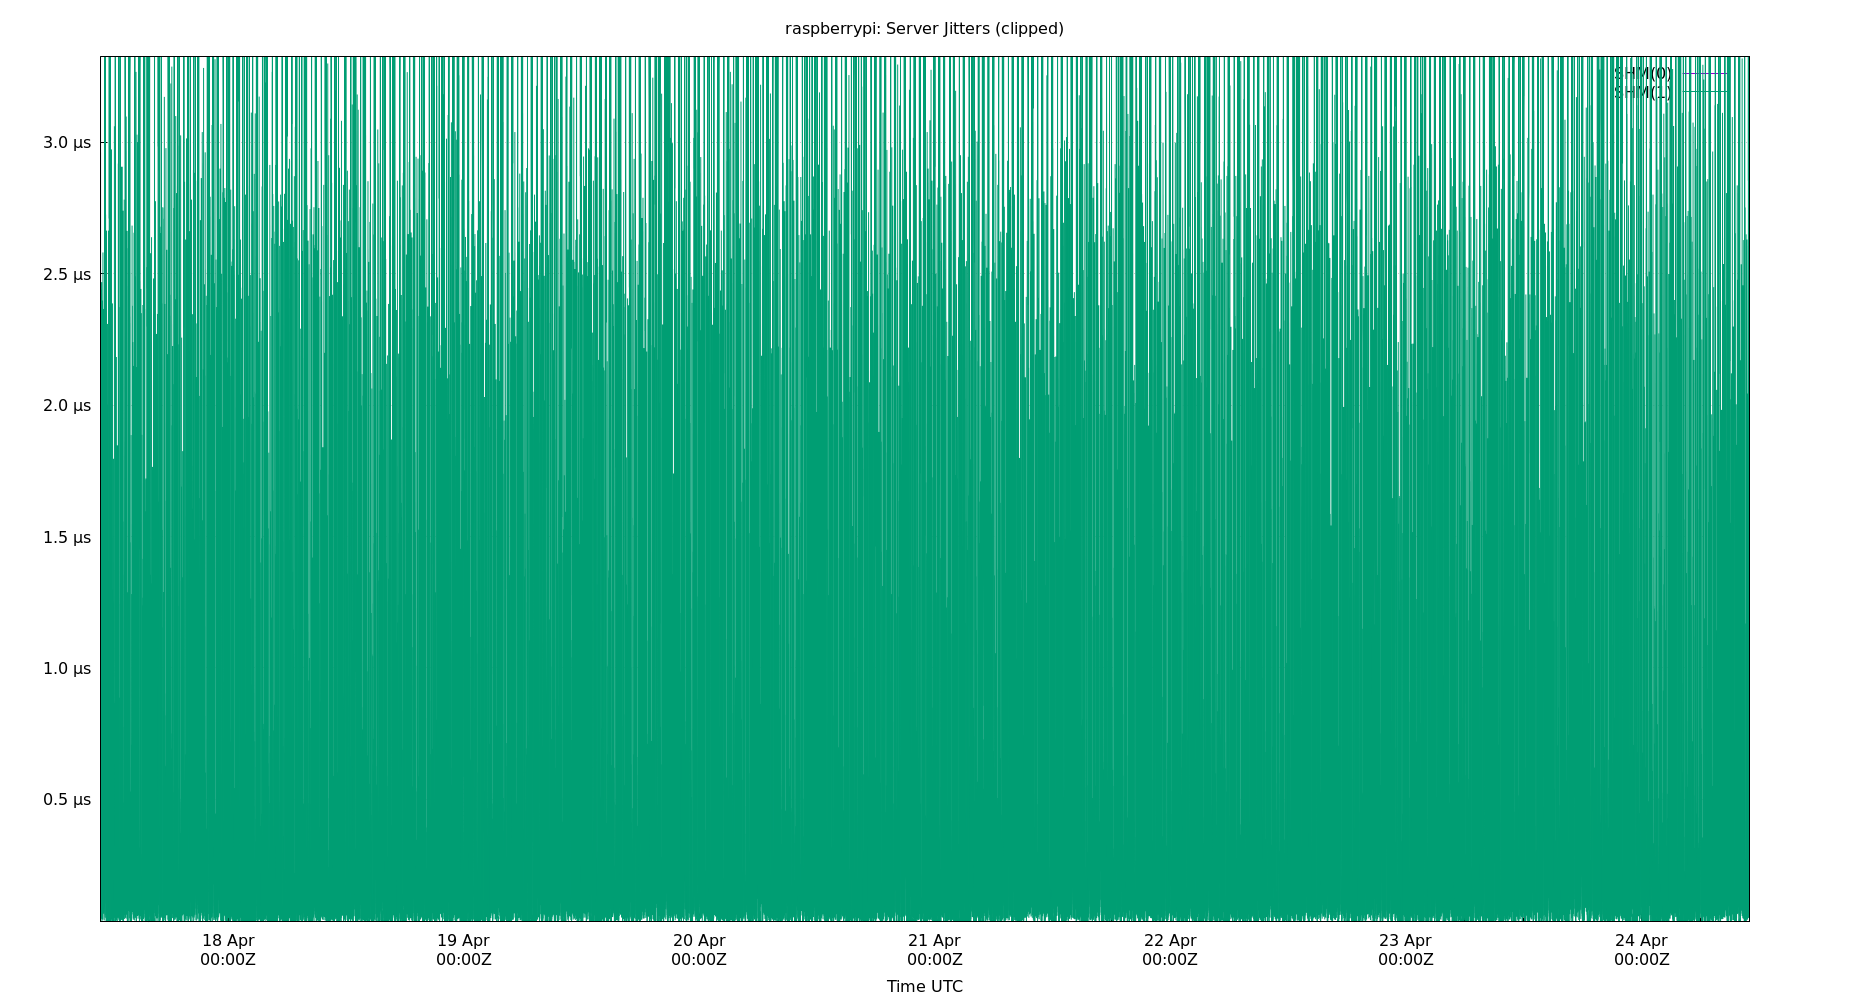 raspberrypi: Server Jitters (clipped)
SHM(0)
SHM(1)
3.0 µs
2.5 µs
2.0 µs
1.5 µs
1.0 µs
0.5 µs
18 Apr 19 Apr 20 Apr 21 Apr 22 Apr 23 Apr 24 Apr
00:00Z 00:00Z 00:00Z 00:00Z 00:00Z 00:00Z 00:00Z
Time UTC